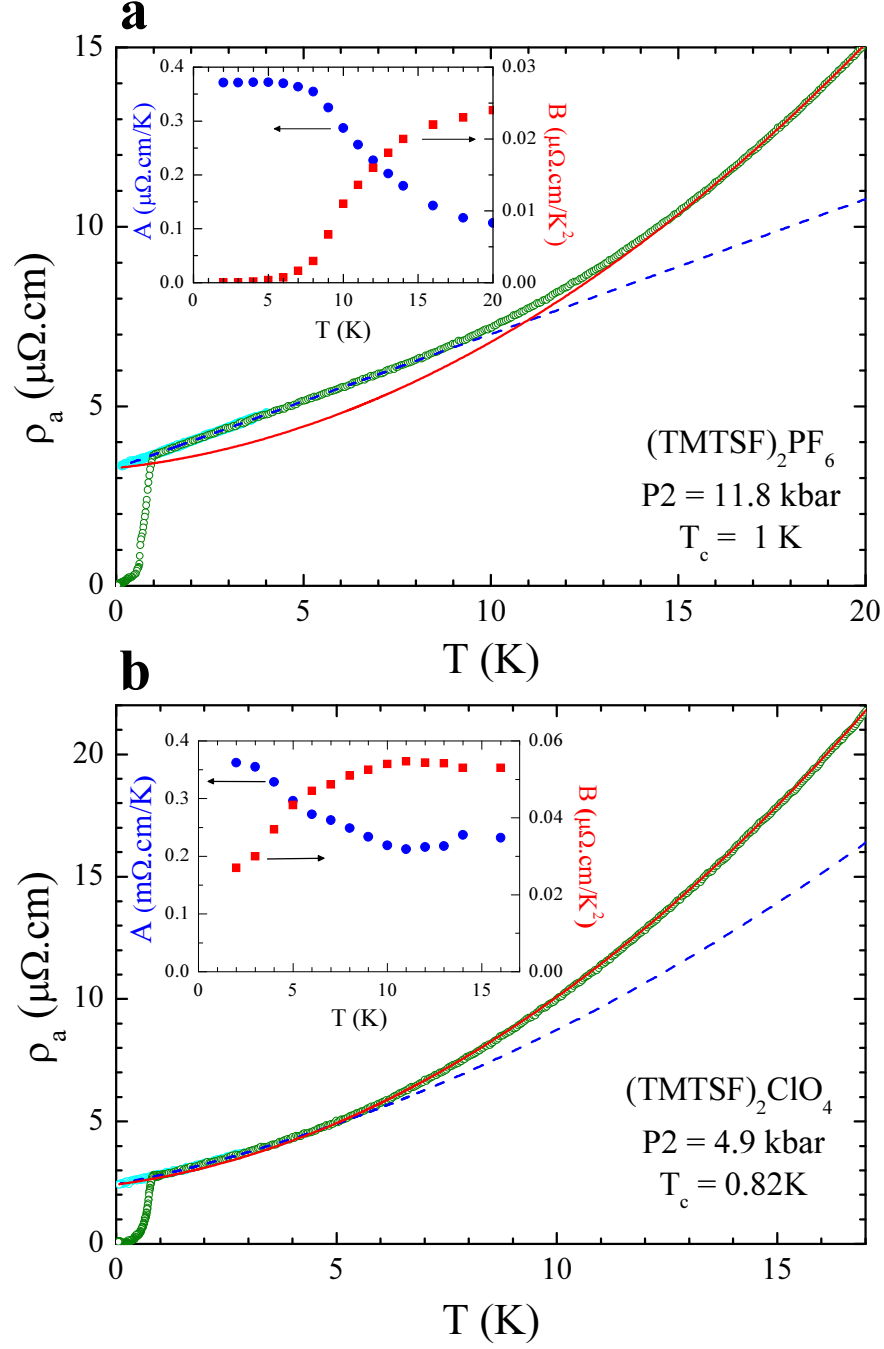 a
15
10
5
0
ρa (μΩ.cm)
0 5 10 15 20
T (K)
0.4
0.3
0.2
0.1
0.0
A (μΩ.cm/K)
0.03
0.02
0.01
0.00
B (μΩ.cm/K2)
0 5 10 15 20
T (K)
(TMTSF)2PF6
P2 = 11.8 kbar
Tc = 1 K
b
20
15
10
5
0
ρa (μΩ.cm)
0 5 10 15
T (K)
0.4
0.3
0.2
0.1
0.0
A (mΩ.cm/K)
0.06
0.04
0.02
0.00
B (μΩ.cm/K2)
0 5 10 15
T (K)
(TMTSF)2ClO4
P2 = 4.9 kbar
Tc = 0.82K